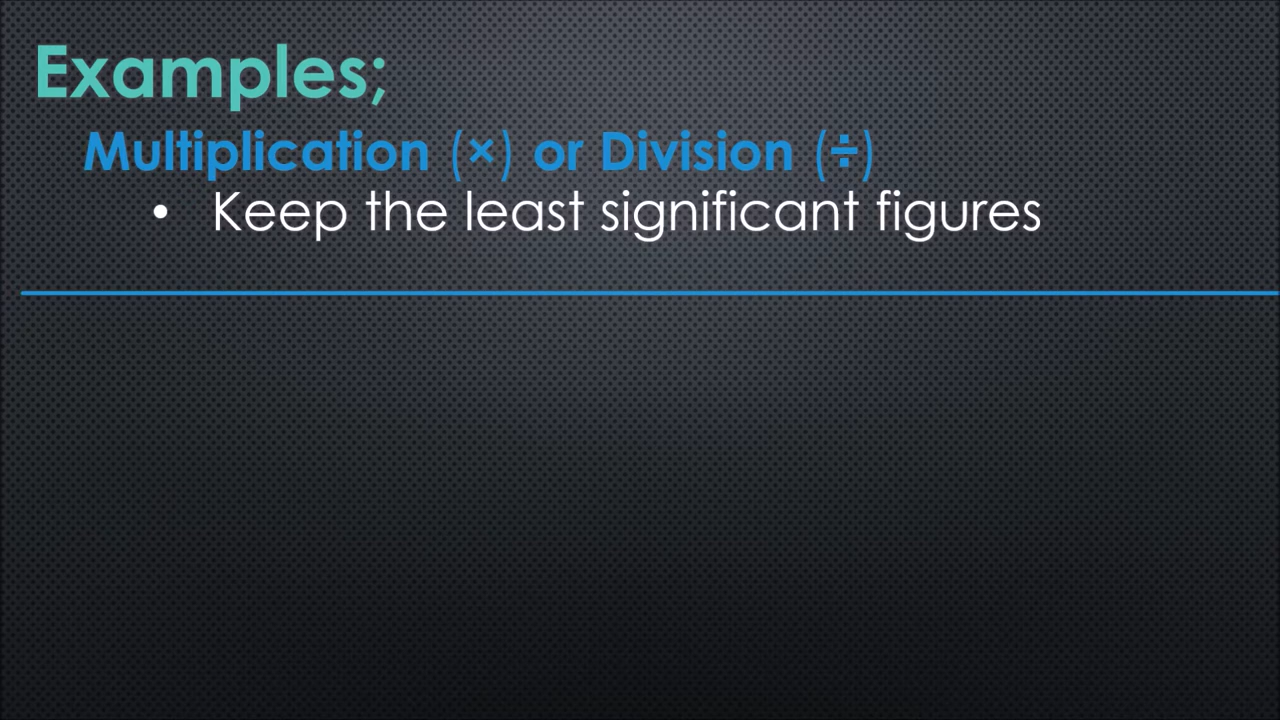 Examples;
Multiplication (×) or Division (÷)
• Keep the least significant figures